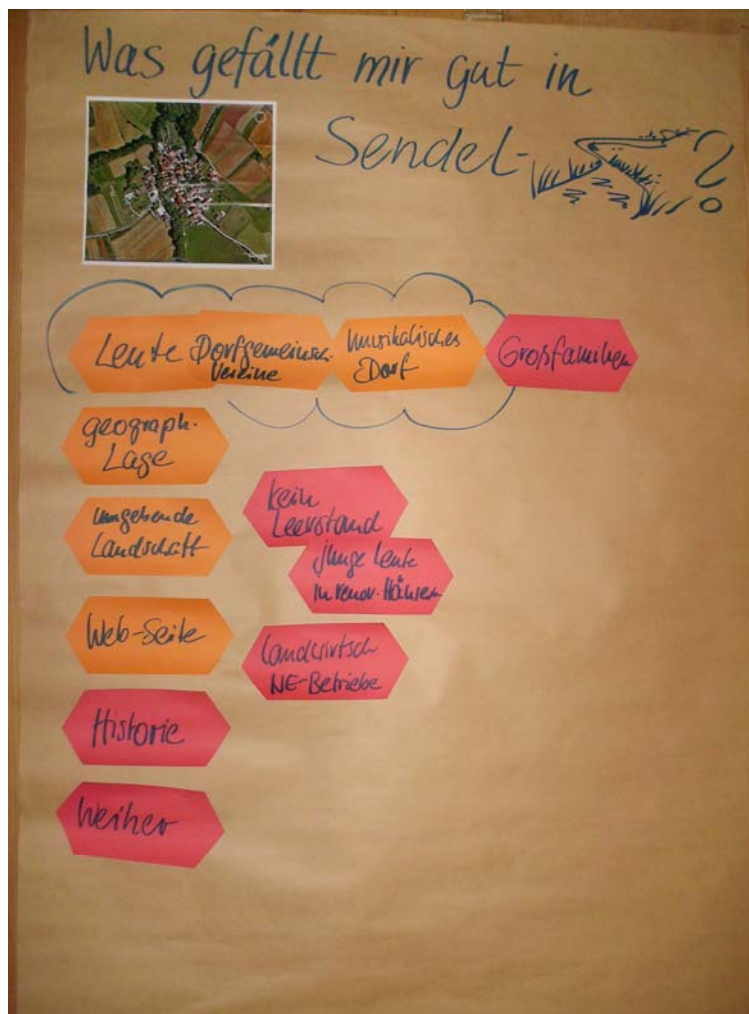 Was gefällt mir gut in
Sendel- ?
Leute
Dorfgemeinsch.
Vereine
Musikalisches
Dorf
Großfamilien
geograph.
Lage
umgebende
Landschaft
Web-Seite
Historie
Weiher
kein
Leerstand
junge Leute
in renov. Häusern
Landwirtsch.
NE-Betriebe